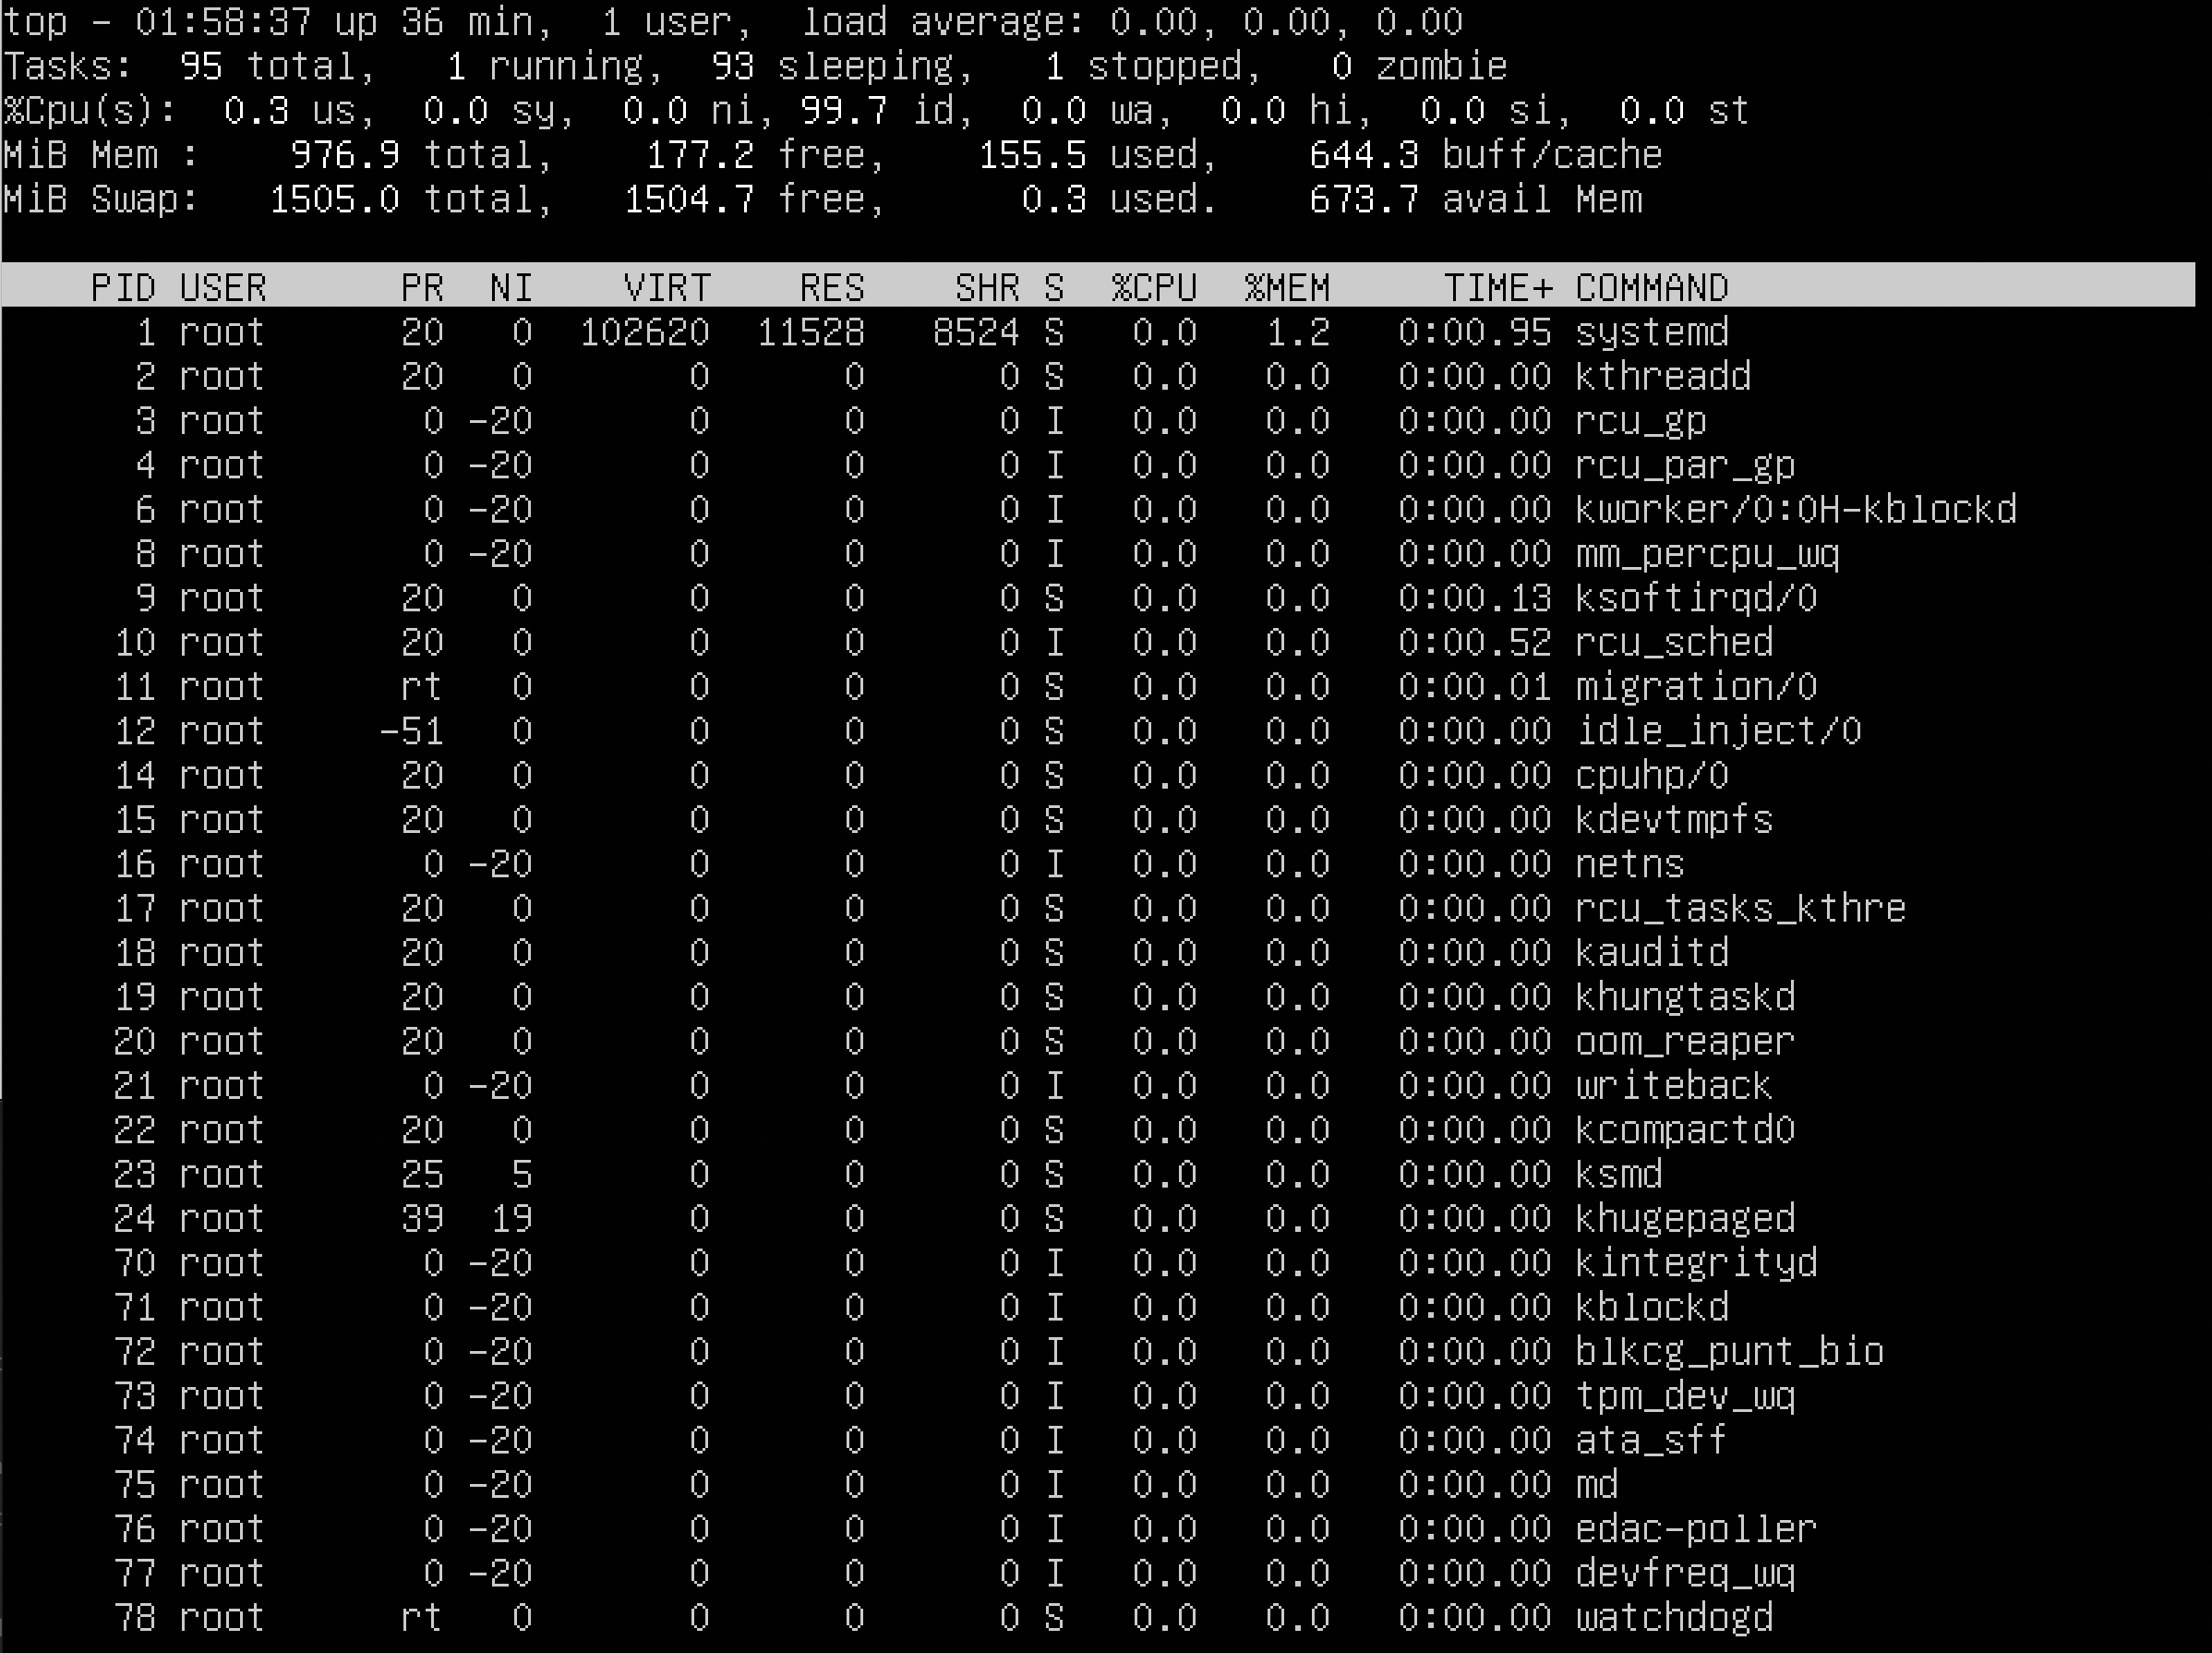 top - 01:58:37 up 36 min,  1 user,  load average: 0.00, 0.00, 0.00
Tasks:  95 total,   1 running,  93 sleeping,   1 stopped,   0 zombie
%Cpu(s):  0.3 us,  0.0 sy,  0.0 ni, 99.7 id,  0.0 wa,  0.0 hi,  0.0 si,  0.0 st
MiB Mem :    976.9 total,    177.2 free,    155.5 used,    644.3 buff/cache
MiB Swap:   1505.0 total,   1504.7 free,      0.3 used.    673.7 avail Mem
PID USER      PR  NI    VIRT    RES    SHR S  %CPU  %MEM     TIME+ COMMAND
1 root      20   0  102620  11528   8524 S   0.0   1.2   0:00.95 systemd
2 root      20   0       0      0      0 S   0.0   0.0   0:00.00 kthreadd
3 root       0 -20       0      0      0 I   0.0   0.0   0:00.00 rcu_gp
4 root       0 -20       0      0      0 I   0.0   0.0   0:00.00 rcu_par_gp
6 root       0 -20       0      0      0 I   0.0   0.0   0:00.00 kworker/0:0H-kblockd
8 root       0 -20       0      0      0 I   0.0   0.0   0:00.00 mm_percpu_wq
9 root      20   0       0      0      0 S   0.0   0.0   0:00.13 ksoftirqd/0
10 root      20   0       0      0      0 I   0.0   0.0   0:00.52 rcu_sched
11 root      rt   0       0      0      0 S   0.0   0.0   0:00.01 migration/0
12 root     -51   0       0      0      0 S   0.0   0.0   0:00.00 idle_inject/0
14 root      20   0       0      0      0 S   0.0   0.0   0:00.00 cpuhp/0
15 root      20   0       0      0      0 S   0.0   0.0   0:00.00 kdevtmpfs
16 root       0 -20       0      0      0 I   0.0   0.0   0:00.00 netns
17 root      20   0       0      0      0 S   0.0   0.0   0:00.00 rcu_tasks_kthre
18 root      20   0       0      0      0 S   0.0   0.0   0:00.00 kauditd
19 root      20   0       0      0      0 S   0.0   0.0   0:00.00 khungtaskd
20 root      20   0       0      0      0 S   0.0   0.0   0:00.00 oom_reaper
21 root       0 -20       0      0      0 I   0.0   0.0   0:00.00 writeback
22 root      20   0       0      0      0 S   0.0   0.0   0:00.00 kcompactd0
23 root      25   5       0      0      0 S   0.0   0.0   0:00.00 ksmd
24 root      39  19       0      0      0 S   0.0   0.0   0:00.00 khugepaged
70 root       0 -20       0      0      0 I   0.0   0.0   0:00.00 kintegrityd
71 root       0 -20       0      0      0 I   0.0   0.0   0:00.00 kblockd
72 root       0 -20       0      0      0 I   0.0   0.0   0:00.00 blkcg_punt_bio
73 root       0 -20       0      0      0 I   0.0   0.0   0:00.00 tpm_dev_wq
74 root       0 -20       0      0      0 I   0.0   0.0   0:00.00 ata_sff
75 root       0 -20       0      0      0 I   0.0   0.0   0:00.00 md
76 root       0 -20       0      0      0 I   0.0   0.0   0:00.00 edac-poller
77 root       0 -20       0      0      0 I   0.0   0.0   0:00.00 devfreq_wq
78 root      rt   0       0      0      0 S   0.0   0.0   0:00.00 watchdogd